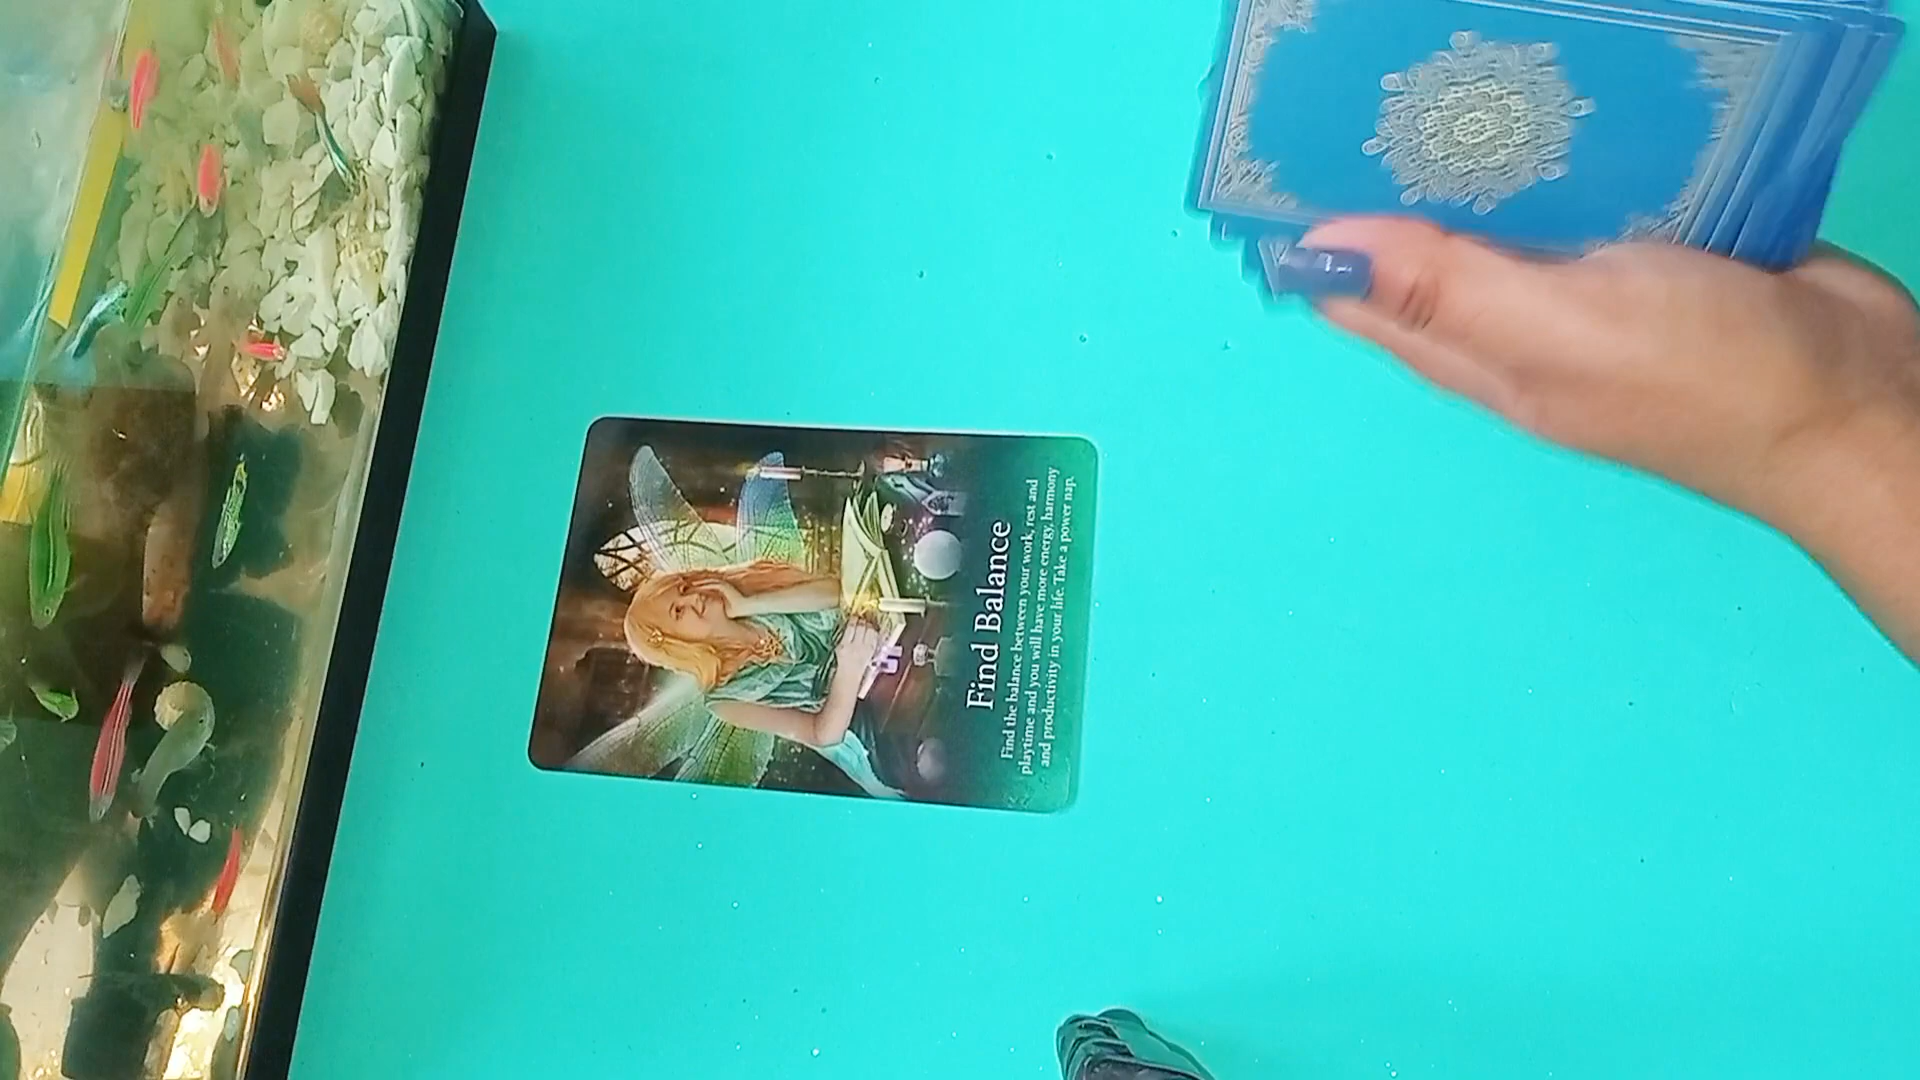 Find Balance
Find the balance between your work, rest and
playtime and you will have more energy, harmony
and productivity in your life. Take a power nap.